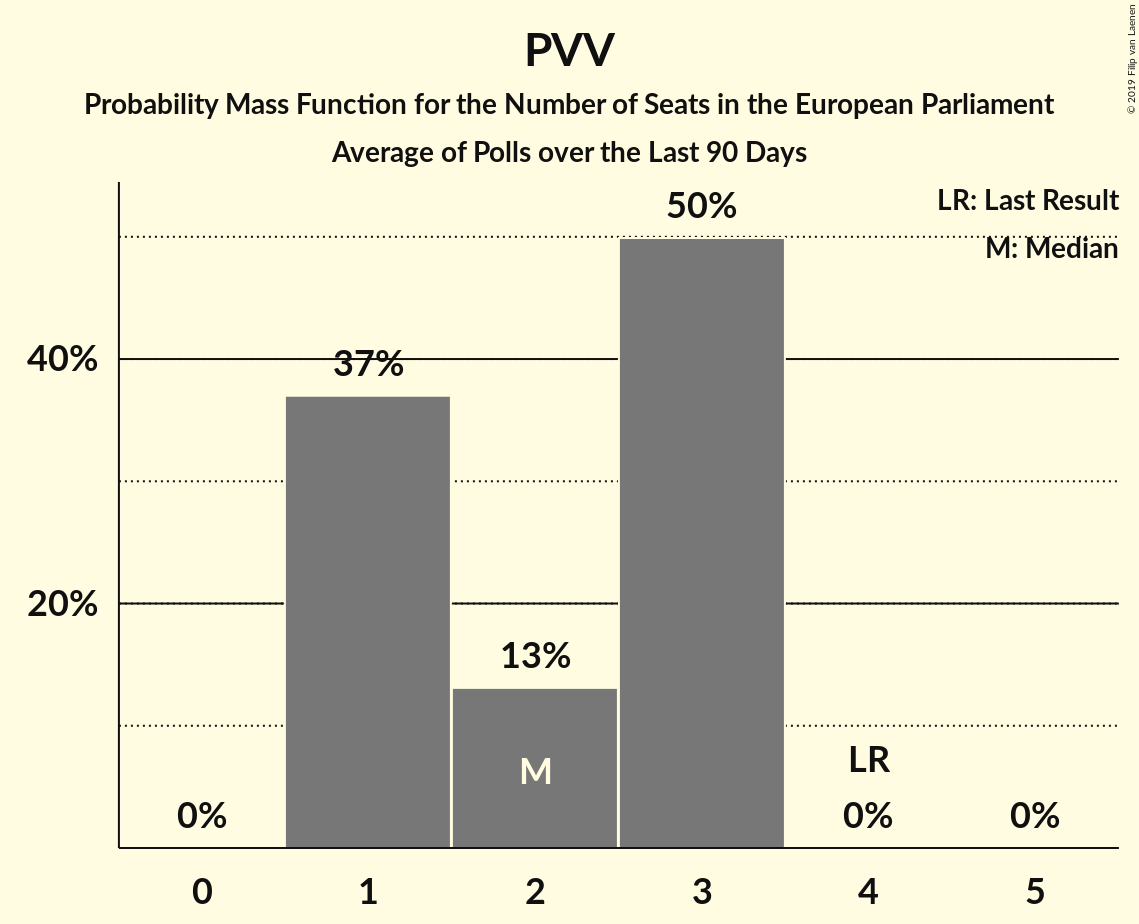 PVV
Probability Mass Function for the Number of Seats in the European Parliament
Average of Polls over the Last 90 Days
© 2019 Filip van Laenen
LR: Last Result
M: Median
50%
40%
37%
20%
13%
M
LR
0%
0%
0%
0 1 2 3 4 5